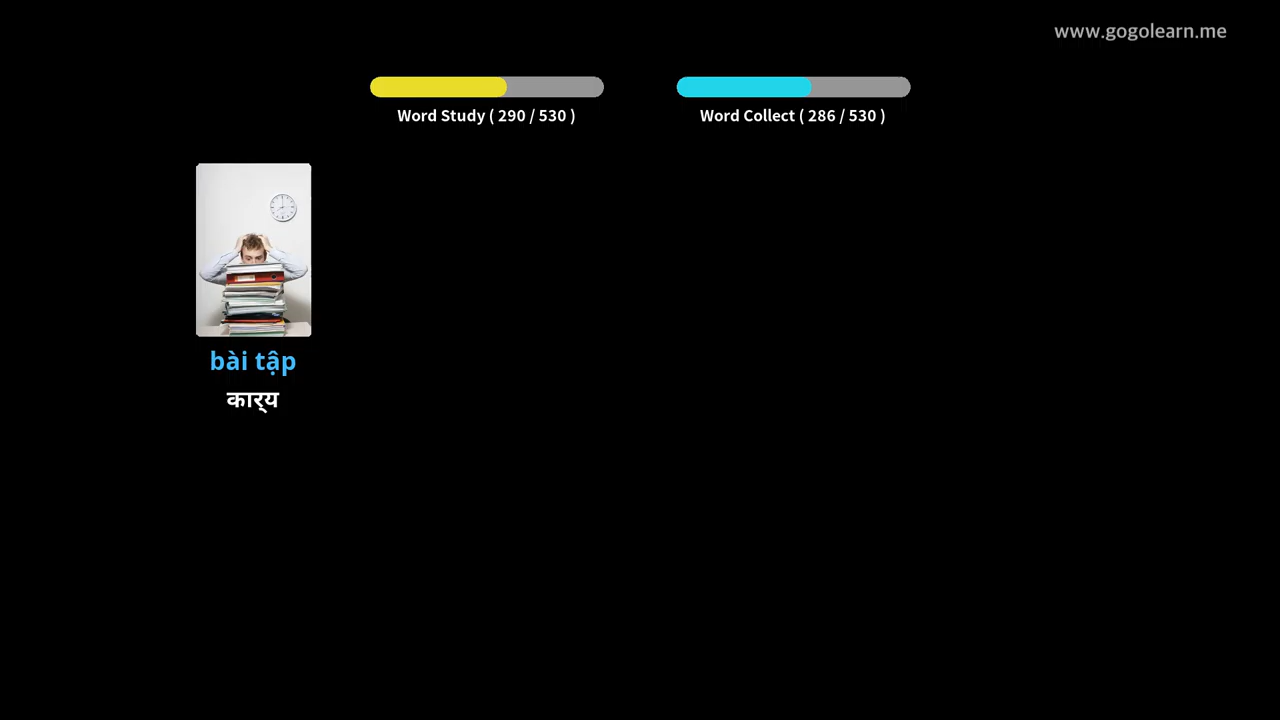 www.gogolearn.me
Word Study ( 290 / 530 )
Word Collect ( 286 / 530 )
bài tập
कार्य